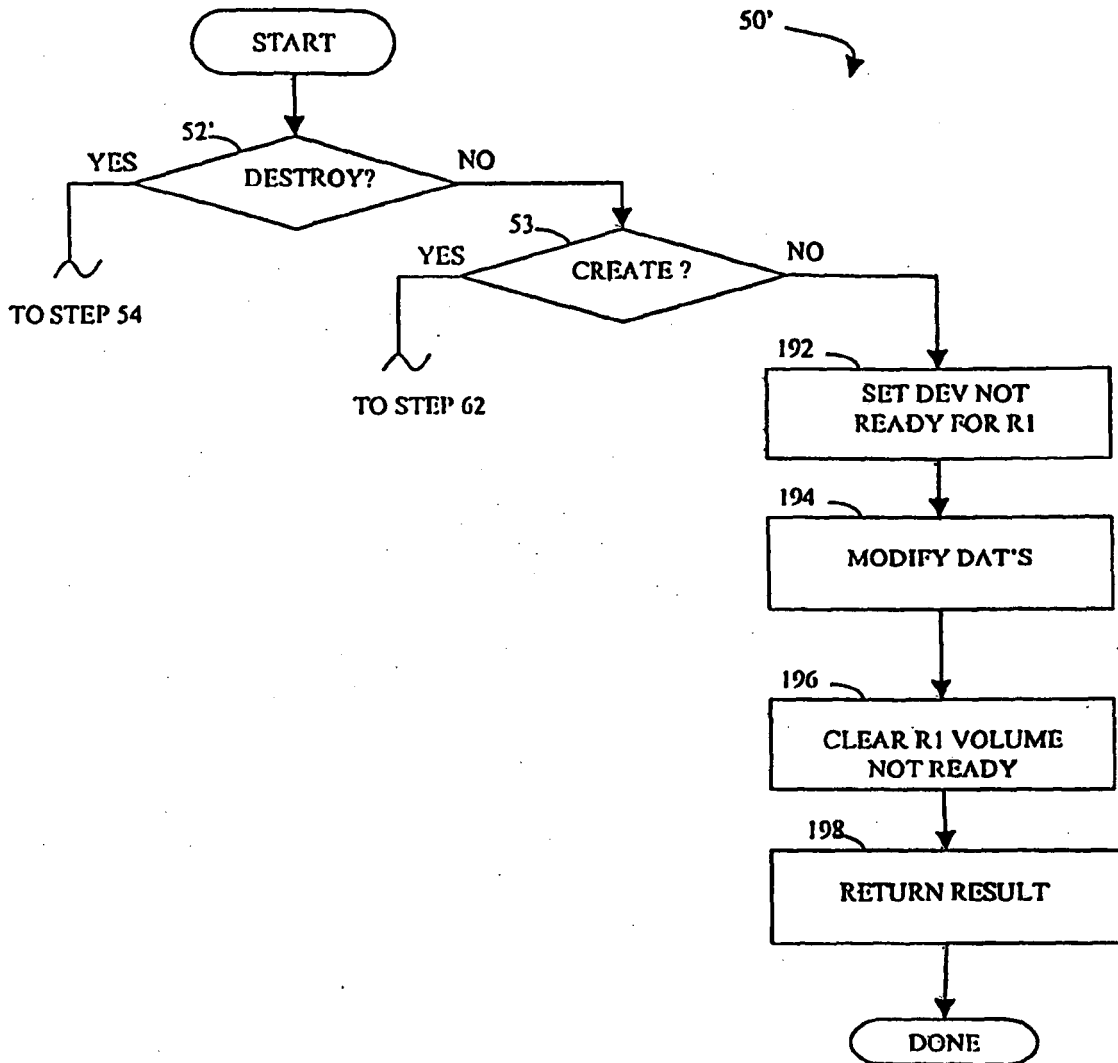 START
50'
52'
YES
NO
DESTROY?
53
YES
NO
CREATE ?
TO STEP 54
TO STEP 62
192
SET DEV NOT
READY FOR R1
194
MODIFY DAT'S
196
CLEAR R1 VOLUME
NOT READY
198
RETURN RESULT
DONE